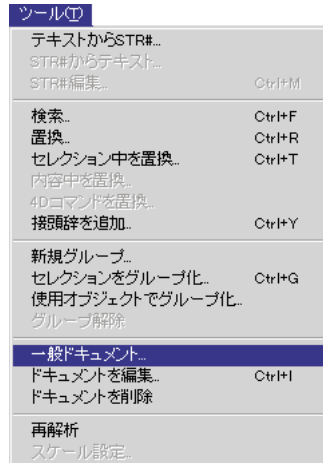 ツール(T)
テキストからSTR#...
STR#からテキスト...
STR#編集... Ctrl+M
検索... Ctrl+F
置換... Ctrl+R
セレクション中を置換... Ctrl+T
内容中を置換...
4Dコマンドを置換...
接頭辞を追加... Ctrl+Y
新規グループ...
セレクションをグループ化... Ctrl+G
使用オブジェクトでグループ化...
グループ解除
一般ドキュメント...
ドキュメントを編集... Ctrl+I
ドキュメントを削除
再解析
スケール設定...